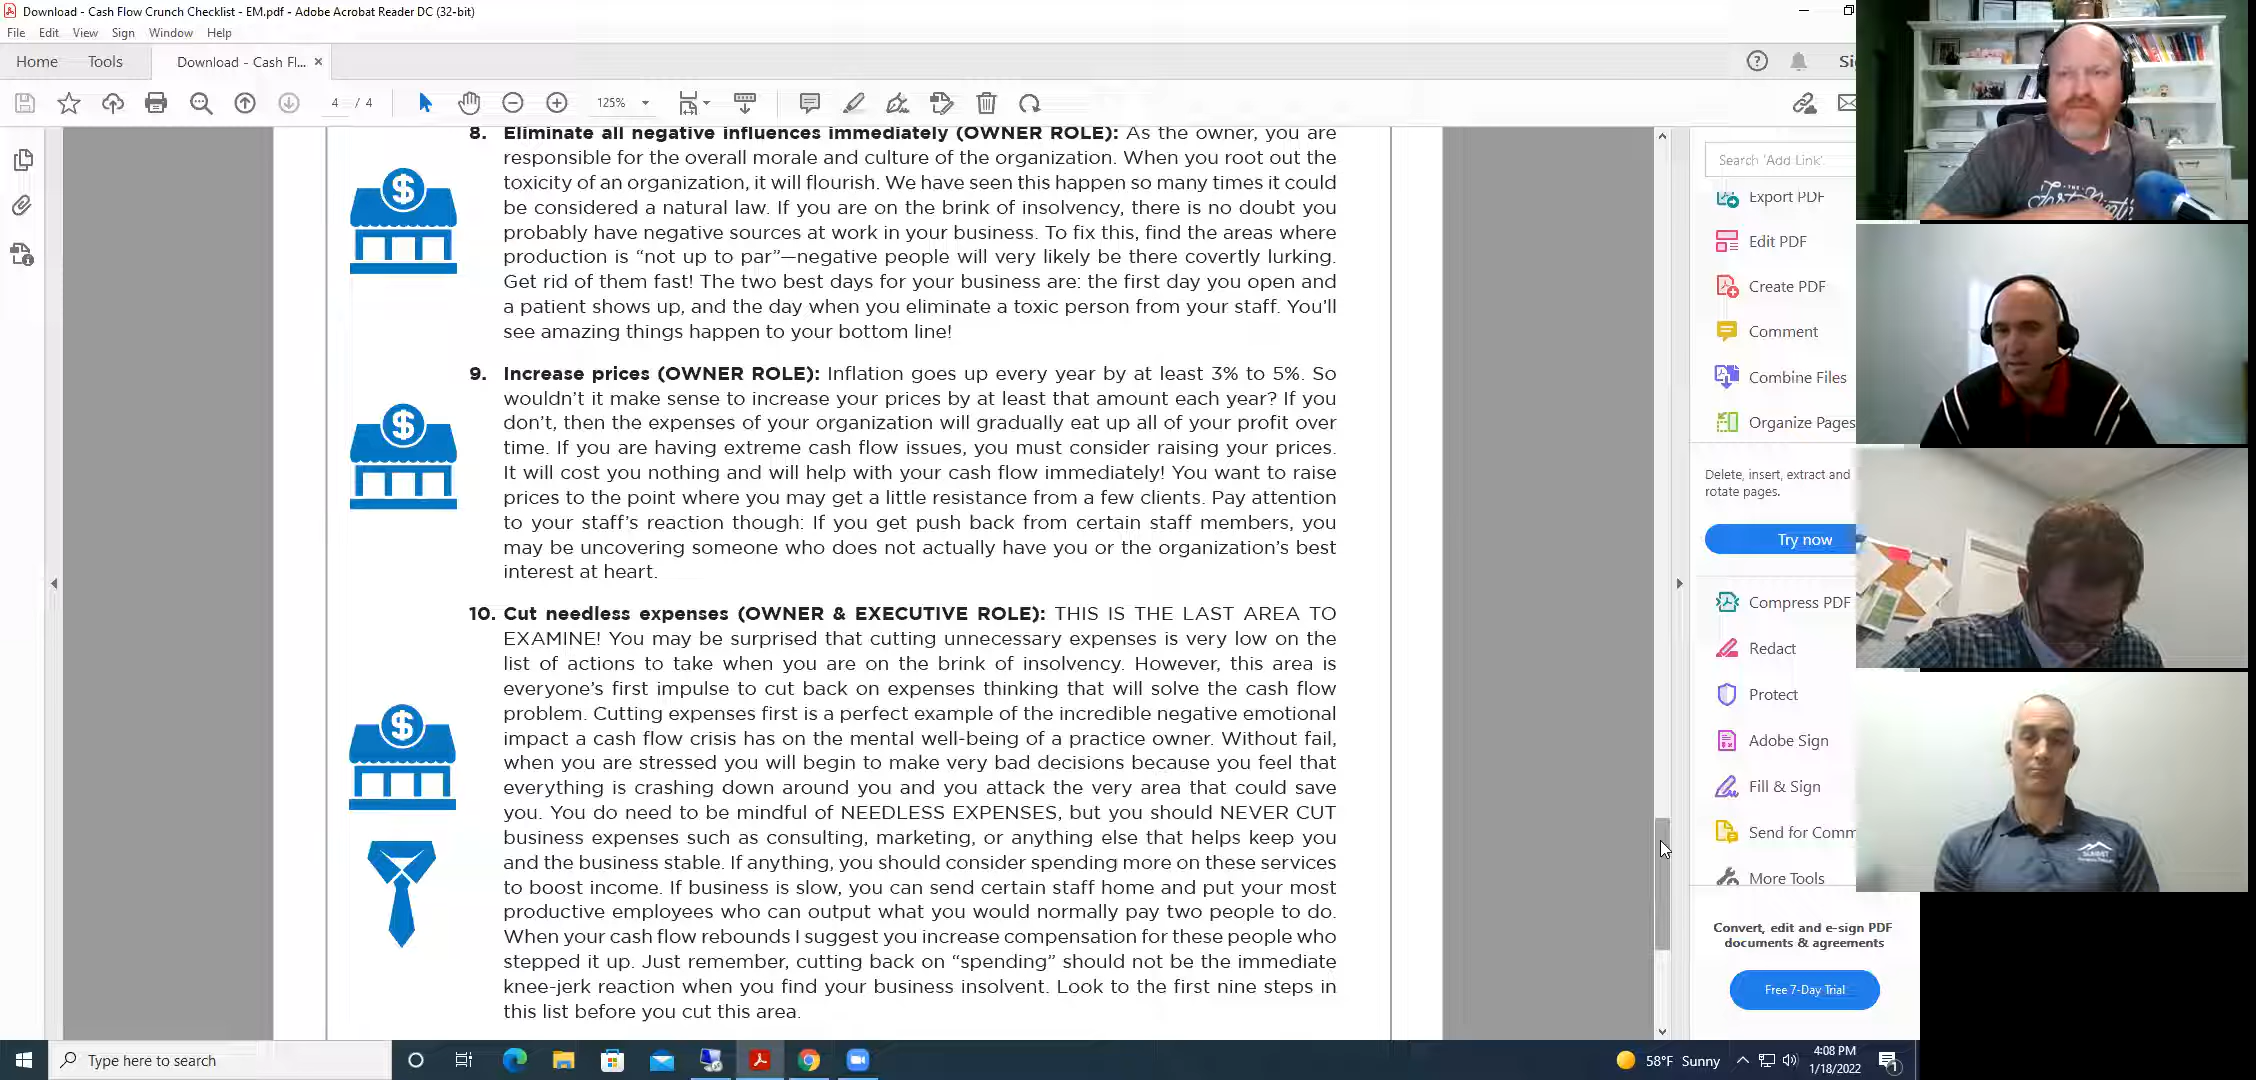 Download - Cash Flow Crunch Checklist - EM.pdf - Adobe Acrobat Reader DC (32-bit)
File Edit View Sign Window Help
Home Tools Download - Cash Fl... ×
4 / 4 125%
8. Eliminate all negative influences immediately (OWNER ROLE): As the owner, you are
responsible for the overall morale and culture of the organization. When you root out the
toxicity of an organization, it will flourish. We have seen this happen so many times it could
be considered a natural law. If you are on the brink of insolvency, there is no doubt you
probably have negative sources at work in your business. To fix this, find the areas where
production is “not up to par”—negative people will very likely be there covertly lurking.
Get rid of them fast! The two best days for your business are: the first day you open and
a patient shows up, and the day when you eliminate a toxic person from your staff. You’ll
see amazing things happen to your bottom line!
9. Increase prices (OWNER ROLE): Inflation goes up every year by at least 3% to 5%. So
wouldn’t it make sense to increase your prices by at least that amount each year? If you
don’t, then the expenses of your organization will gradually eat up all of your profit over
time. If you are having extreme cash flow issues, you must consider raising your prices.
It will cost you nothing and will help with your cash flow immediately! You want to raise
prices to the point where you may get a little resistance from a few clients. Pay attention
to your staff’s reaction though: If you get push back from certain staff members, you
may be uncovering someone who does not actually have you or the organization’s best
interest at heart.
10. Cut needless expenses (OWNER & EXECUTIVE ROLE): THIS IS THE LAST AREA TO
EXAMINE! You may be surprised that cutting unnecessary expenses is very low on the
list of actions to take when you are on the brink of insolvency. However, this area is
everyone’s first impulse to cut back on expenses thinking that will solve the cash flow
problem. Cutting expenses first is a perfect example of the incredible negative emotional
impact a cash flow crisis has on the mental well-being of a practice owner. Without fail,
when you are stressed you will begin to make very bad decisions because you feel that
everything is crashing down around you and you attack the very area that could save
you. You do need to be mindful of NEEDLESS EXPENSES, but you should NEVER CUT
business expenses such as consulting, marketing, or anything else that helps keep you
and the business stable. If anything, you should consider spending more on these services
to boost income. If business is slow, you can send certain staff home and put your most
productive employees who can output what you would normally pay two people to do.
When your cash flow rebounds I suggest you increase compensation for these people who
stepped it up. Just remember, cutting back on “spending” should not be the immediate
knee-jerk reaction when you find your business insolvent. Look to the first nine steps in
this list before you cut this area.
$
$
$
Search 'Add Link'
Export PDF
Edit PDF
Create PDF
Comment
Combine Files
Organize Pages
Delete, insert, extract and
rotate pages.
Try now
Compress PDF
Redact
Protect
Adobe Sign
Fill & Sign
Send for Comm
More Tools
Convert, edit and e-sign PDF
documents & agreements
Free 7-Day Trial
SUMMIT
Type here to search
58°F Sunny
4:08 PM
1/18/2022
1